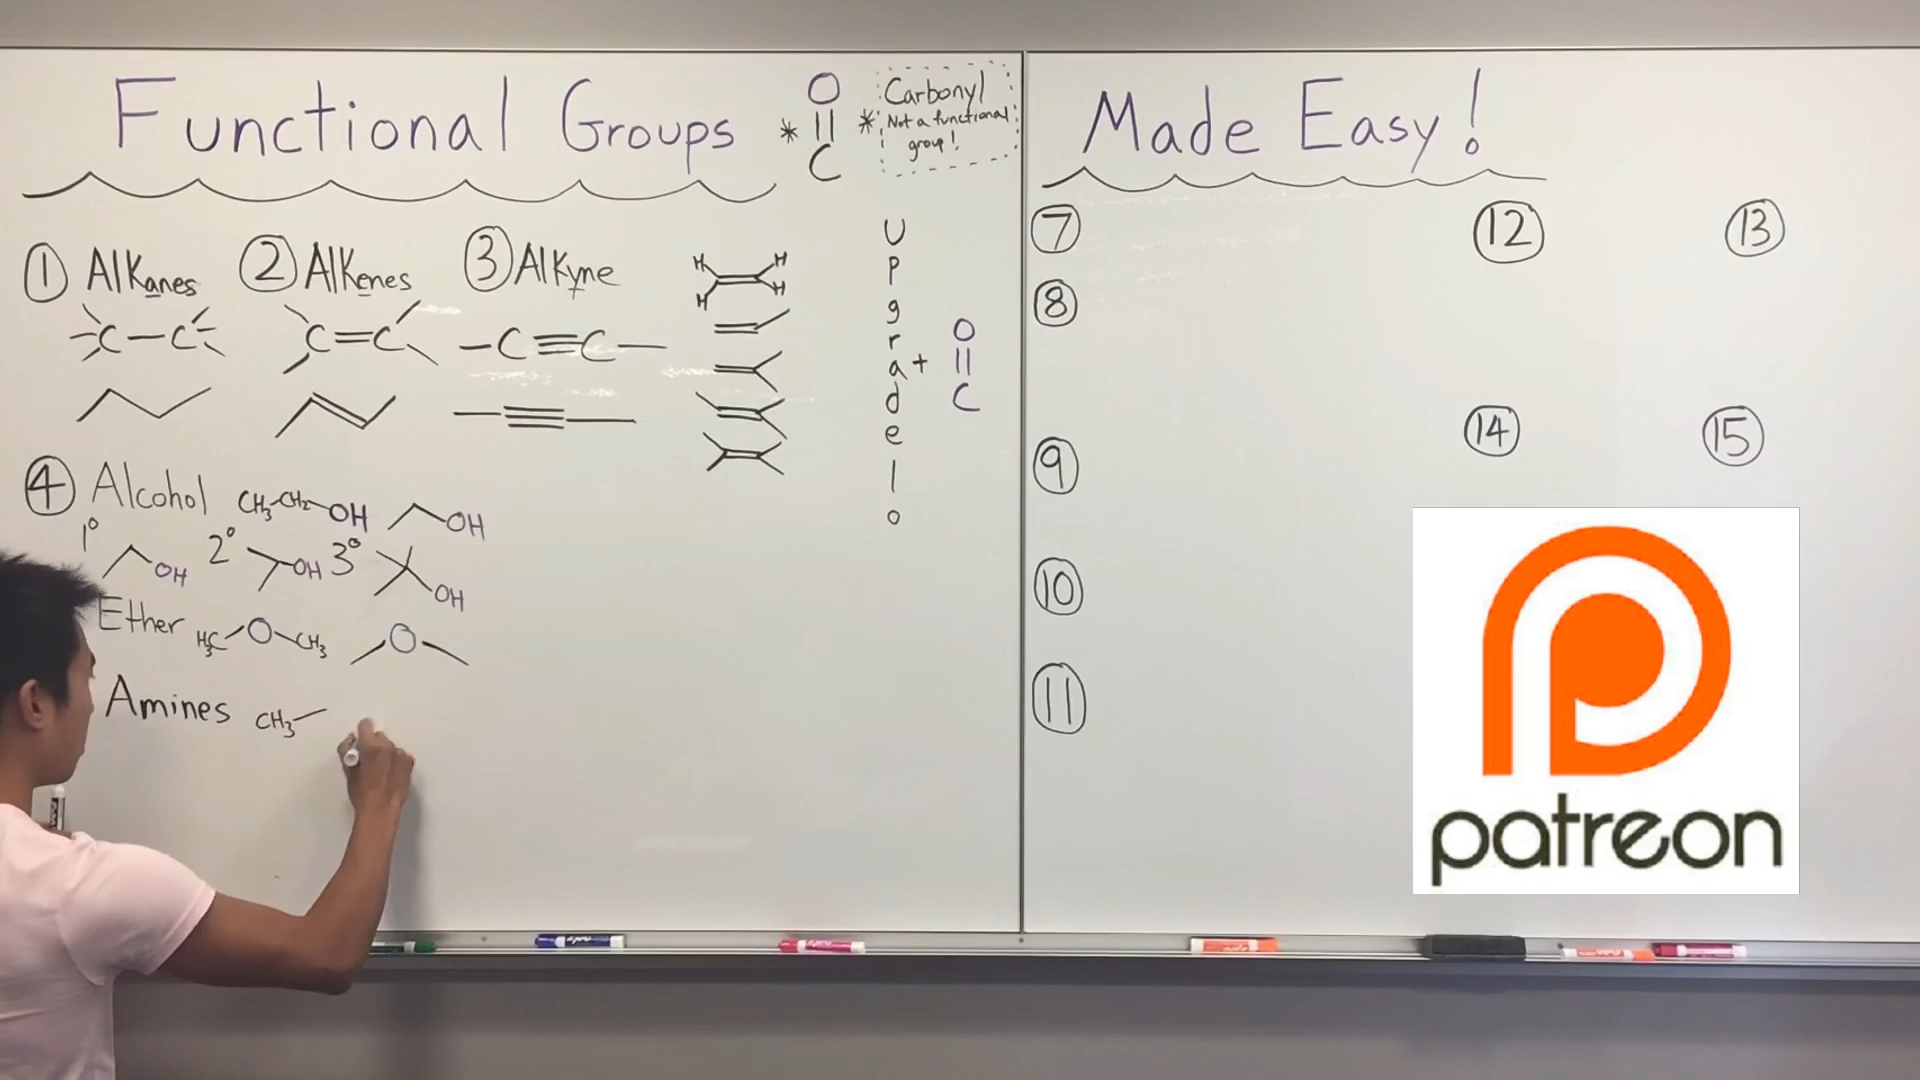 Functional Groups
O
* ||
C
Carbonyl
* Not a functional
group!
Made Easy!
① Alkanes ② Alkenes ③ Alkyne
C—C C=C —C≡C—
H H
H H
④ Alcohol CH3-CH2-OH OH
1° OH 2° OH 3° OH
Ether H3C-O-CH3 O
Amines CH3
Upgrade!o
+
O
||
C
⑦ ⑫ ⑬
⑧
⑭ ⑮
⑨
⑩
⑪
patreon